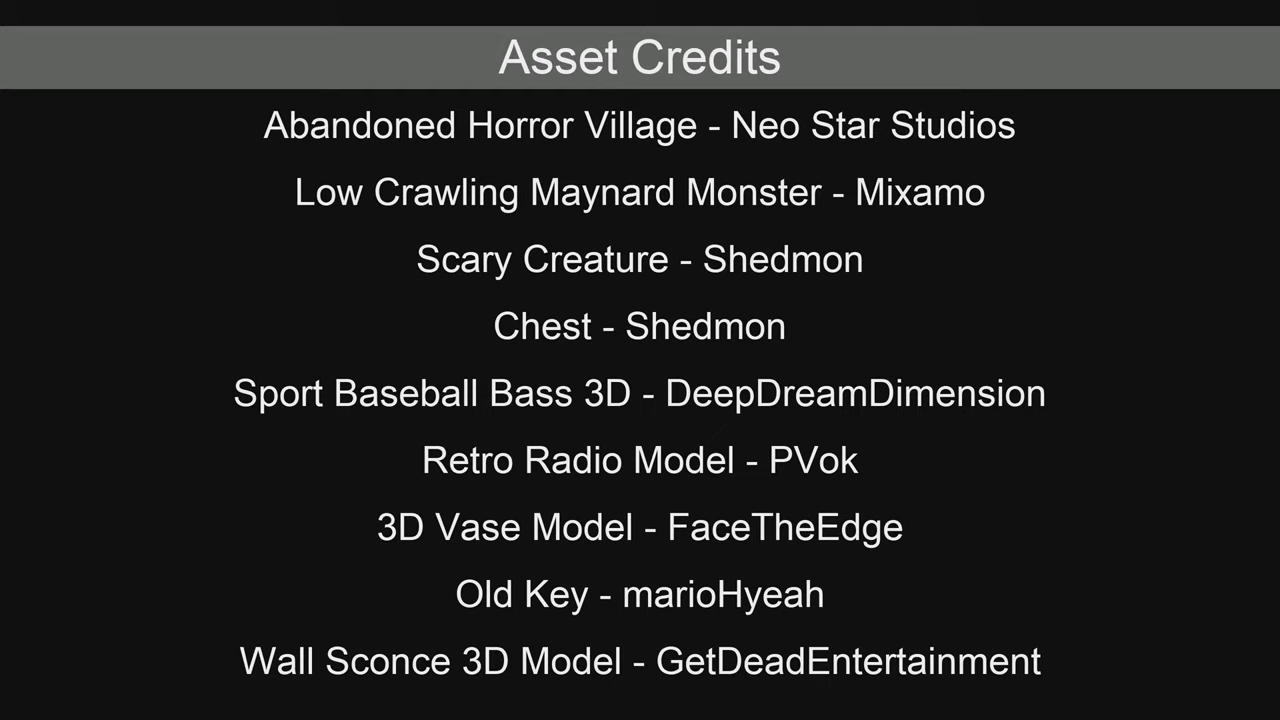 Asset Credits
Abandoned Horror Village - Neo Star Studios
Low Crawling Maynard Monster - Mixamo
Scary Creature - Shedmon
Chest - Shedmon
Sport Baseball Bass 3D - DeepDreamDimension
Retro Radio Model - PVok
3D Vase Model - FaceTheEdge
Old Key - marioHyeah
Wall Sconce 3D Model - GetDeadEntertainment